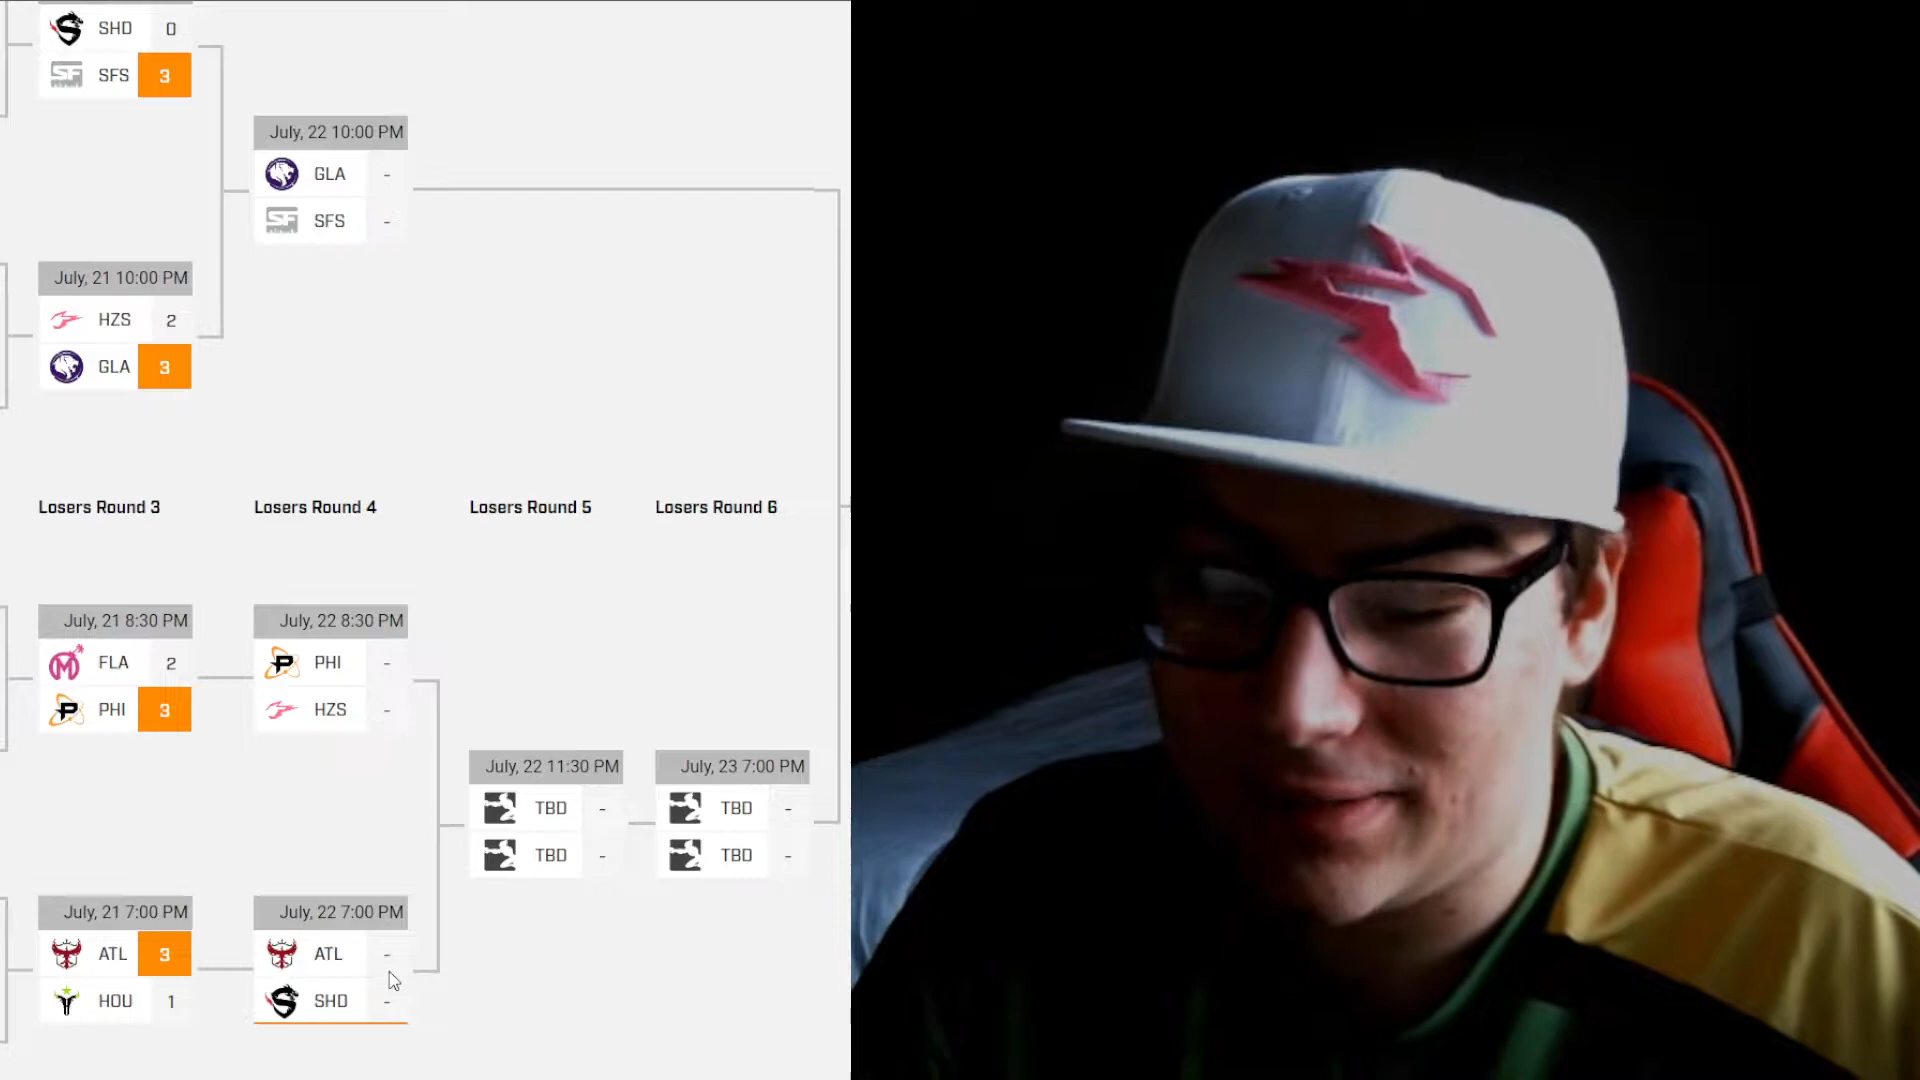 SHD 0
SFS 3
July, 22 10:00 PM
GLA -
SFS -
July, 21 10:00 PM
HZS 2
GLA 3
Losers Round 3
Losers Round 4
Losers Round 5
Losers Round 6
July, 21 8:30 PM
FLA 2
PHI 3
July, 22 8:30 PM
PHI -
HZS -
July, 22 11:30 PM
TBD -
TBD -
July, 23 7:00 PM
TBD -
TBD -
July, 21 7:00 PM
ATL 3
HOU 1
July, 22 7:00 PM
ATL -
SHD -